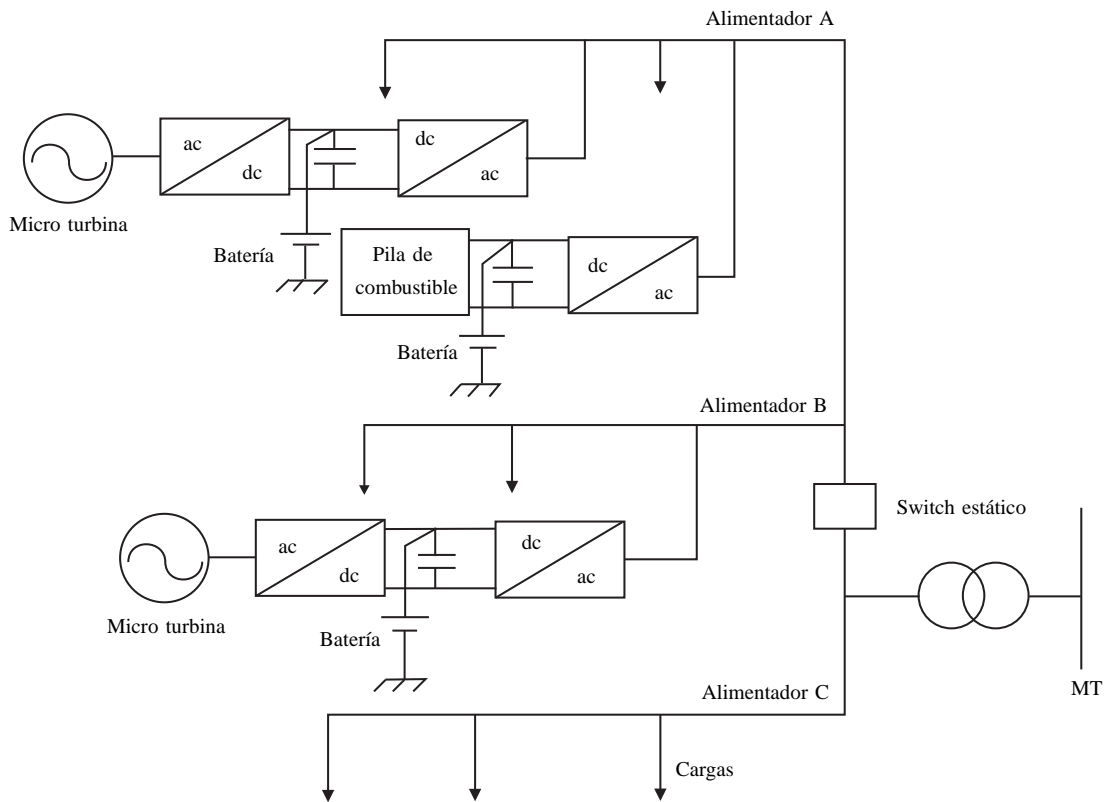 Alimentador A
ac
dc
dc
ac
Micro turbina
Batería
Pila de
combustible
dc
ac
Batería
Alimentador B
Switch estático
ac
dc
dc
ac
Micro turbina
Batería
MT
Alimentador C
Cargas